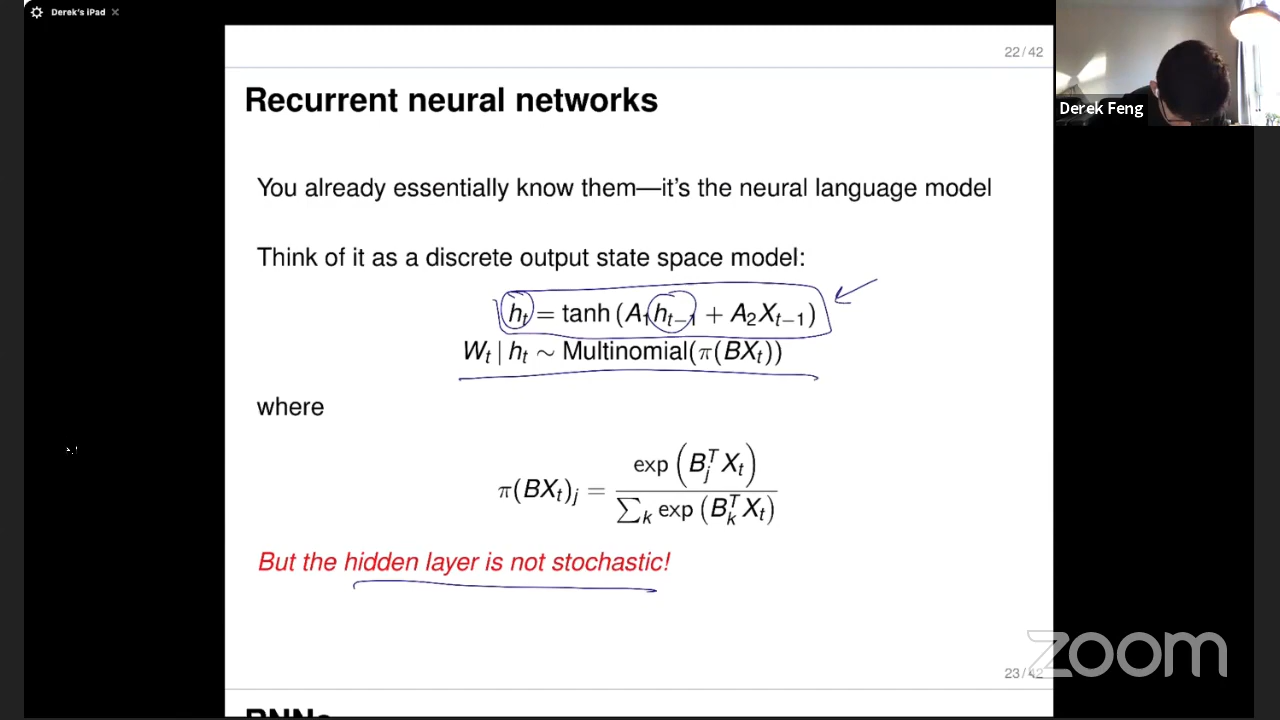 Derek's iPad
22/42
Recurrent neural networks
Derek Feng
You already essentially know them—it's the neural language model
Think of it as a discrete output state space model:
h_t = tanh (A_1 h_{t−1} + A_2 X_{t−1})
W_t | h_t ∼ Multinomial(π(BX_t))
where
π(BX_t)_j = exp (B_j^T X_t) / ∑_k exp (B_k^T X_t)
But the hidden layer is not stochastic!
zoom
23/42